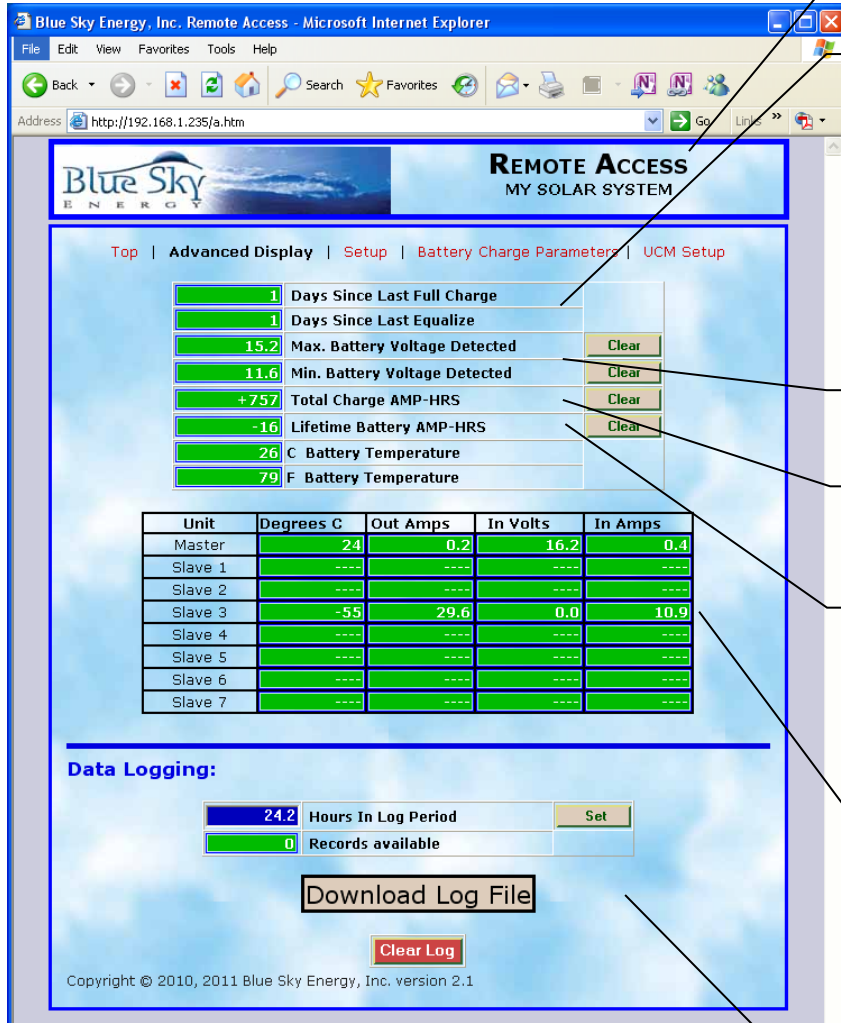 Blue Sky Energy, Inc. Remote Access - Microsoft Internet Explorer
File Edit View Favorites Tools Help
Back Search Favorites
Address http://192.168.1.235/a.htm Go Links »
Blue Sky
ENERGY
REMOTE ACCESS
MY SOLAR SYSTEM
Top | Advanced Display | Setup | Battery Charge Parameters | UCM Setup
1 Days Since Last Full Charge
1 Days Since Last Equalize
15.2 Max. Battery Voltage Detected Clear
11.6 Min. Battery Voltage Detected Clear
+757 Total Charge AMP-HRS Clear
-16 Lifetime Battery AMP-HRS Clear
26 C Battery Temperature
79 F Battery Temperature
Unit Degrees C Out Amps In Volts In Amps
Master 24 0.2 16.2 0.4
Slave 1 ---- ---- ---- ----
Slave 2 ---- ---- ---- ----
Slave 3 -55 29.6 0.0 10.9
Slave 4 ---- ---- ---- ----
Slave 5 ---- ---- ---- ----
Slave 6 ---- ---- ---- ----
Slave 7 ---- ---- ---- ----
Data Logging:
24.2 Hours In Log Period Set
0 Records available
Download Log File
Clear Log
Copyright © 2010, 2011 Blue Sky Energy, Inc. version 2.1